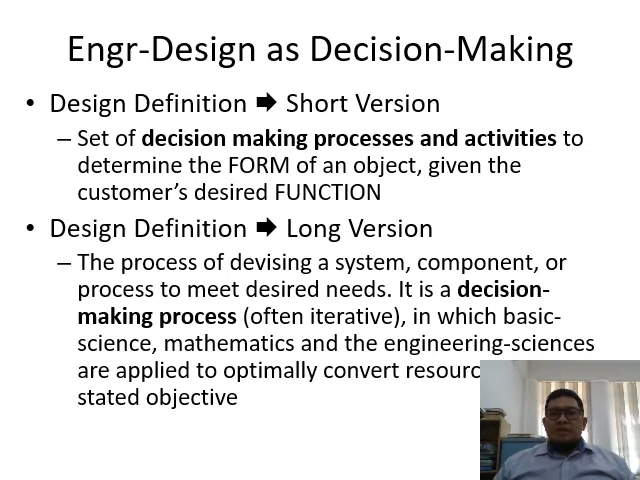 Engr-Design as Decision-Making
• Design Definition 🡆 Short Version
– Set of decision making processes and activities to
determine the FORM of an object, given the
customer’s desired FUNCTION
• Design Definition 🡆 Long Version
– The process of devising a system, component, or
process to meet desired needs. It is a decision-
making process (often iterative), in which basic-
science, mathematics and the engineering-sciences
are applied to optimally convert resourc
stated objective